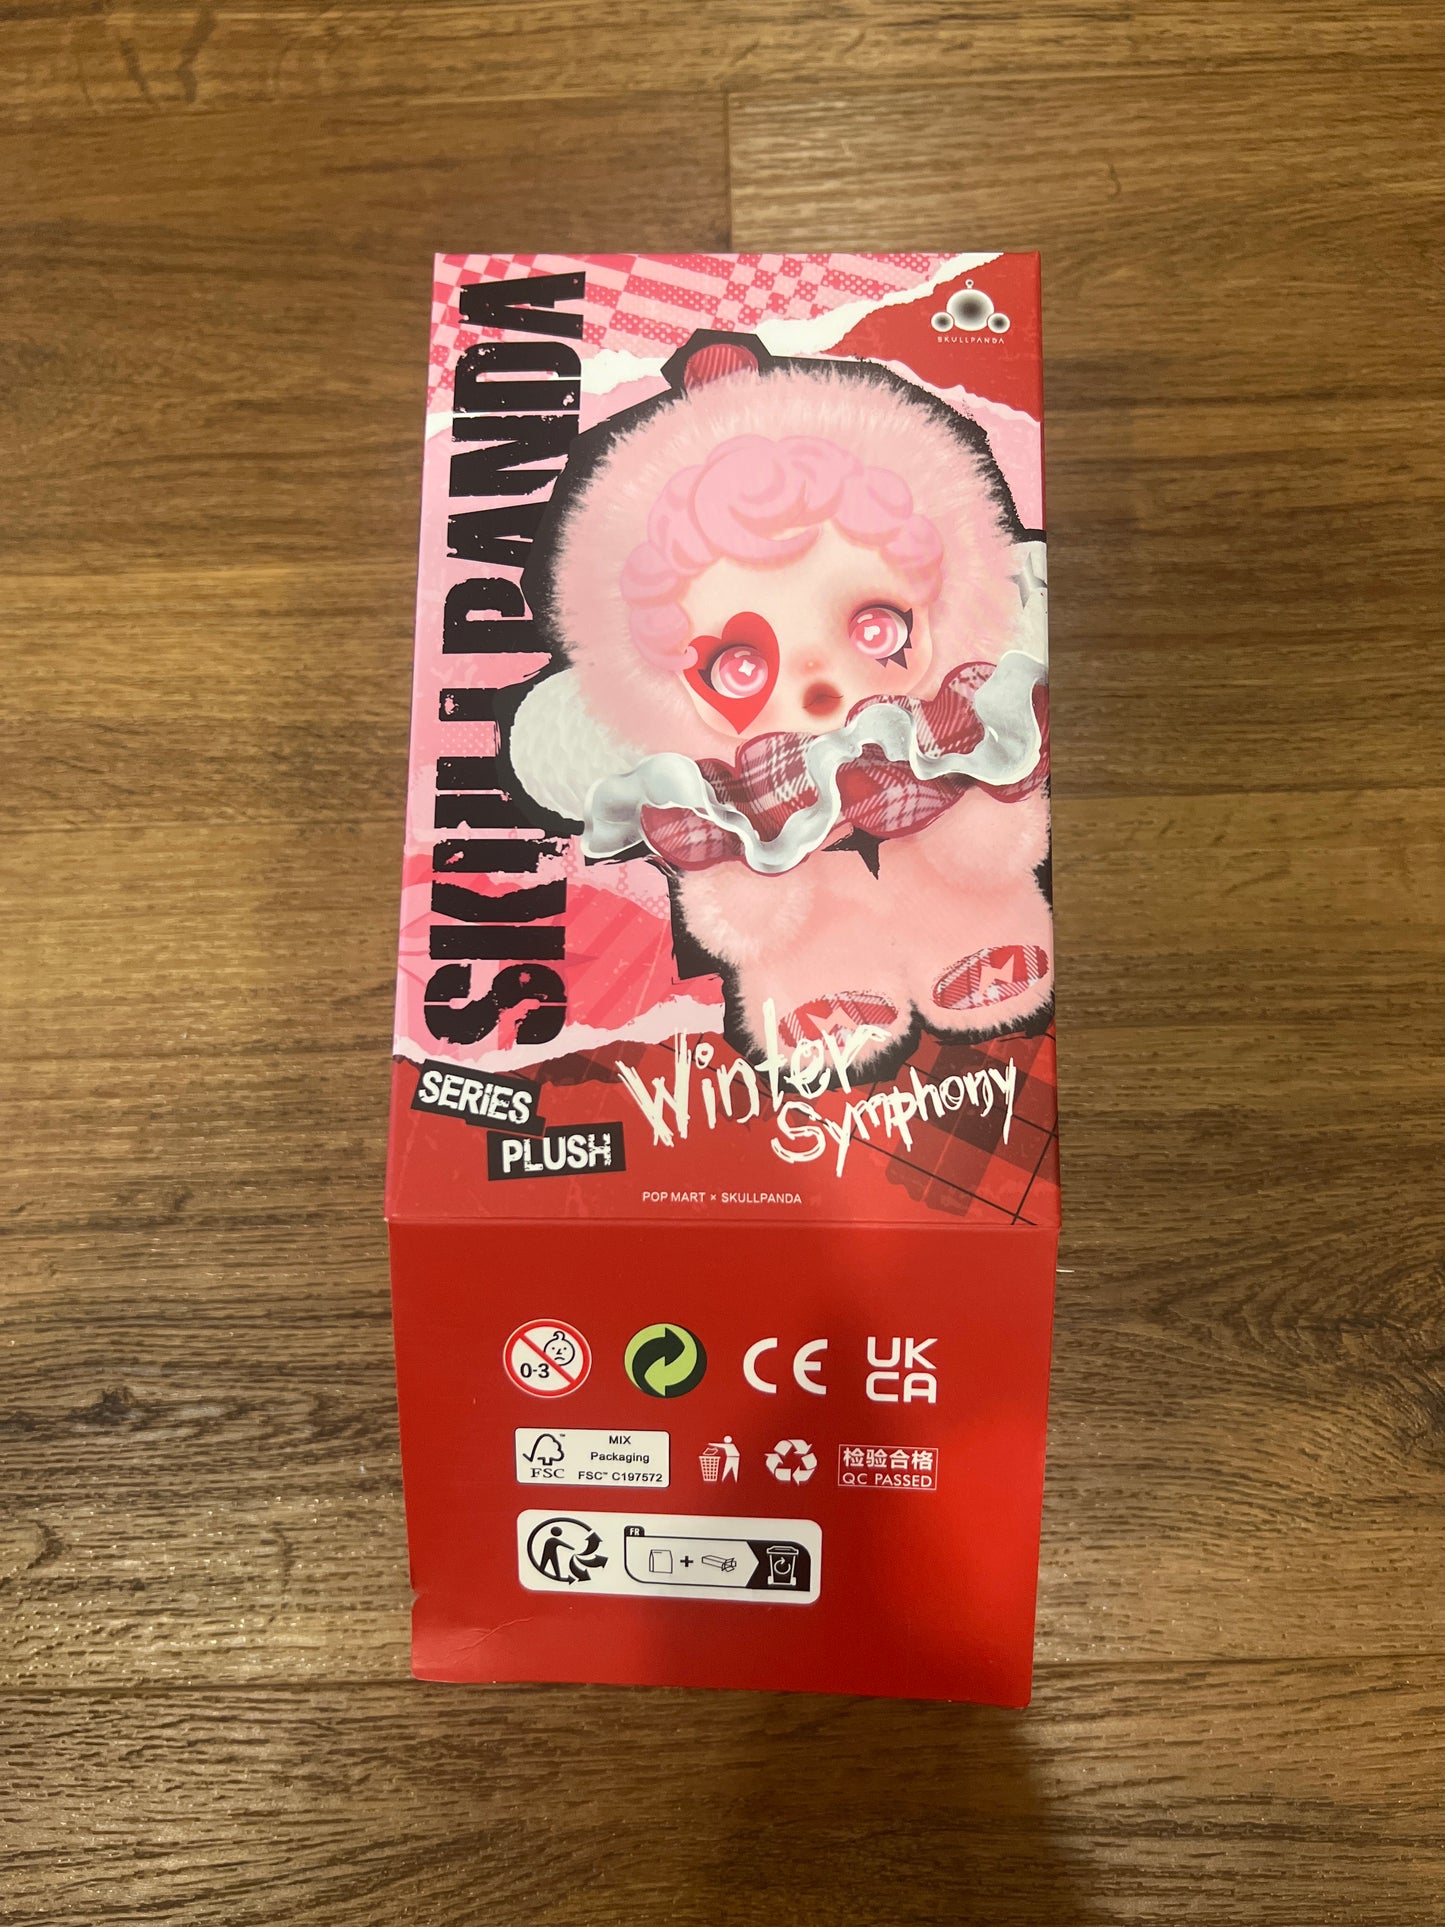 SKULLPANDA
SKULLPANDA
SERIES
PLUSH
Winter
Symphony
POP MART × SKULLPANDA
0-3
CE
UK
CA
FSC™
MIX
Packaging
FSC™ C197572
检验合格
QC PASSED
FR